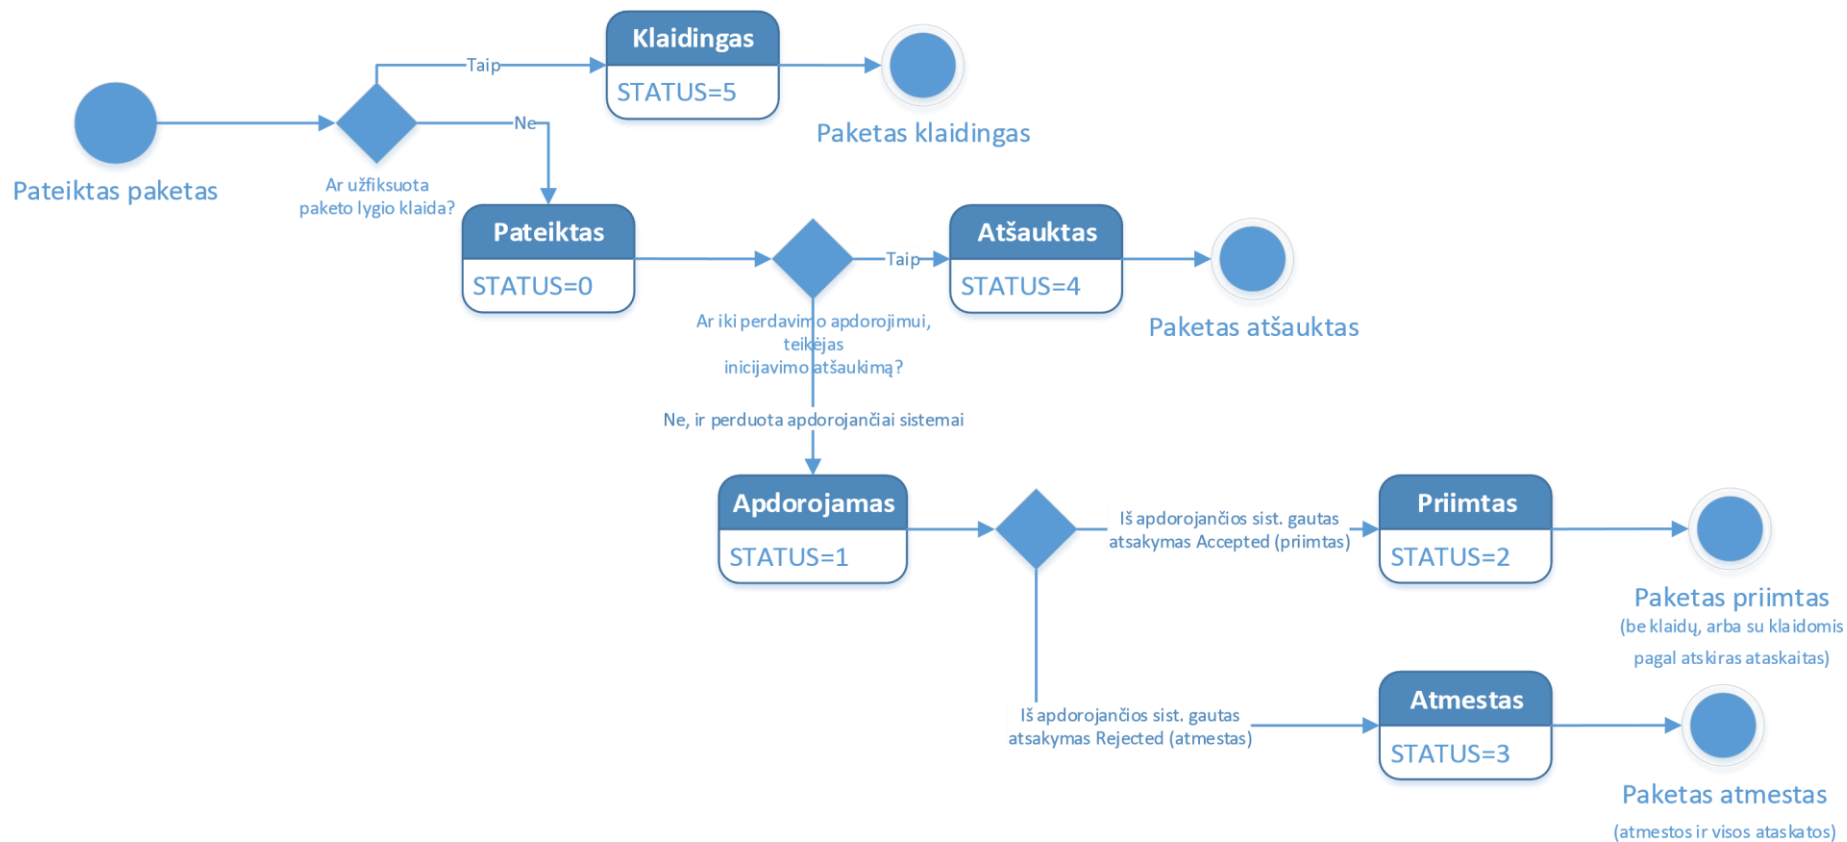 Klaidingas
Taip
STATUS=5
Ne
Paketas klaidingas
Pateiktas paketas
Ar užfiksuota
paketo lygio klaida?
Pateiktas
STATUS=0
Taip
Atšauktas
STATUS=4
Ar iki perdavimo apdorojimui,
teikėjas
inicijavimo atšaukimą?
Paketas atšauktas
Ne, ir perduota apdorojančiai sistemai
Apdorojamas
STATUS=1
Iš apdorojančios sist. gautas
atsakymas Accepted (priimtas)
Priimtas
STATUS=2
Paketas priimtas
(be klaidų, arba su klaidomis
pagal atskiras ataskaitas)
Iš apdorojančios sist. gautas
atsakymas Rejected (atmestas)
Atmestas
STATUS=3
Paketas atmestas
(atmestos ir visos ataskatos)